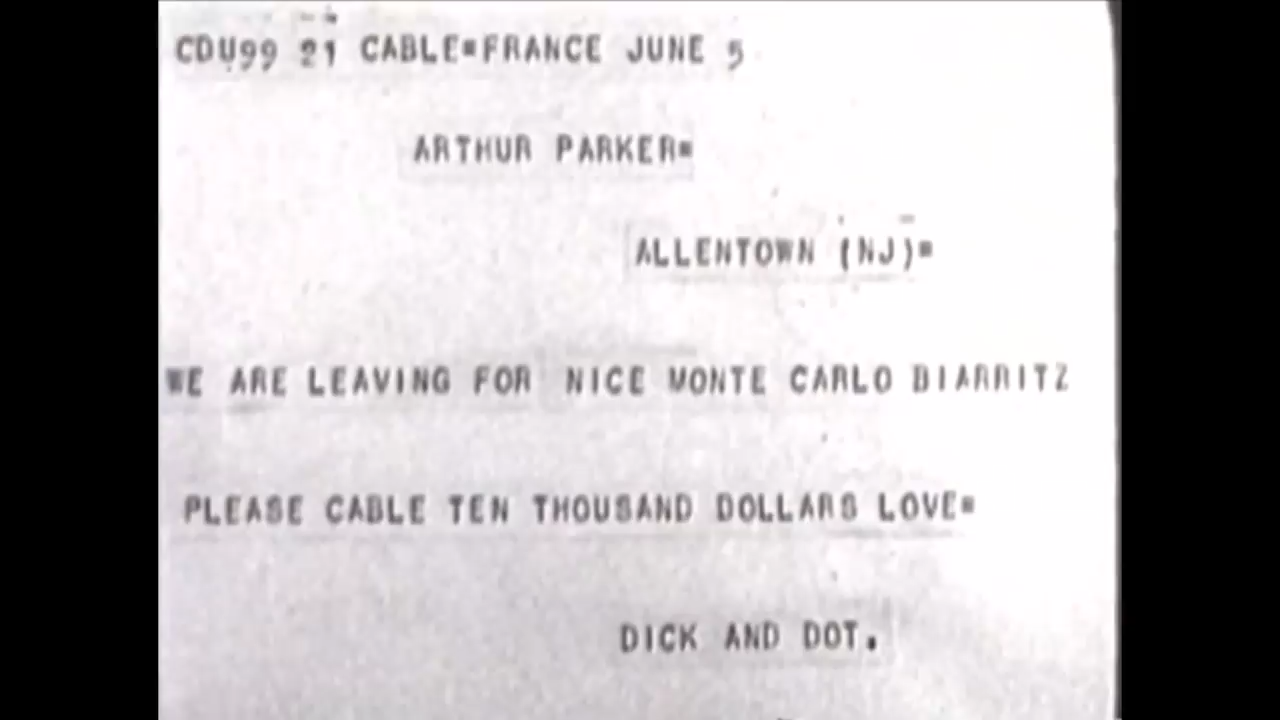 CDU99 21 CABLE=FRANCE JUNE 5
ARTHUR PARKER=
ALLENTOWN (NJ)=
WE ARE LEAVING FOR NICE MONTE CARLO BIARRITZ
PLEASE CABLE TEN THOUSAND DOLLARS LOVE=
DICK AND DOT.